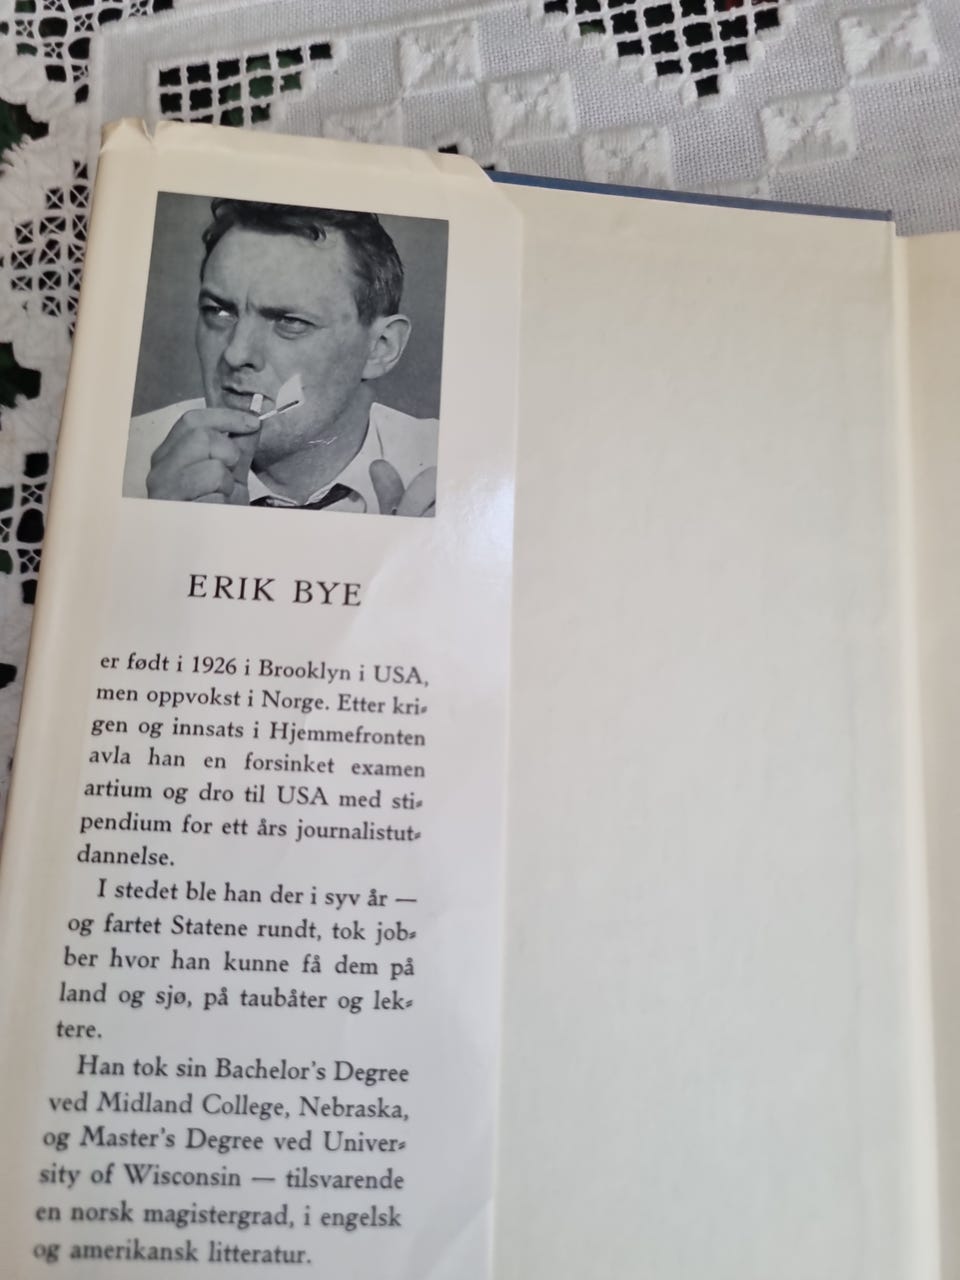 ERIK BYE
er født i 1926 i Brooklyn i USA,
men oppvokst i Norge. Etter kri-
gen og innsats i Hjemmefronten
avla han en forsinket examen
artium og dro til USA med sti-
pendium for ett års journalistut-
dannelse.
I stedet ble han der i syv år —
og fartet Statene rundt, tok job-
ber hvor han kunne få dem på
land og sjø, på taubåter og lek-
tere.
Han tok sin Bachelor's Degree
ved Midland College, Nebraska,
og Master's Degree ved Univer-
sity of Wisconsin — tilsvarende
en norsk magistergrad, i engelsk
og amerikansk litteratur.